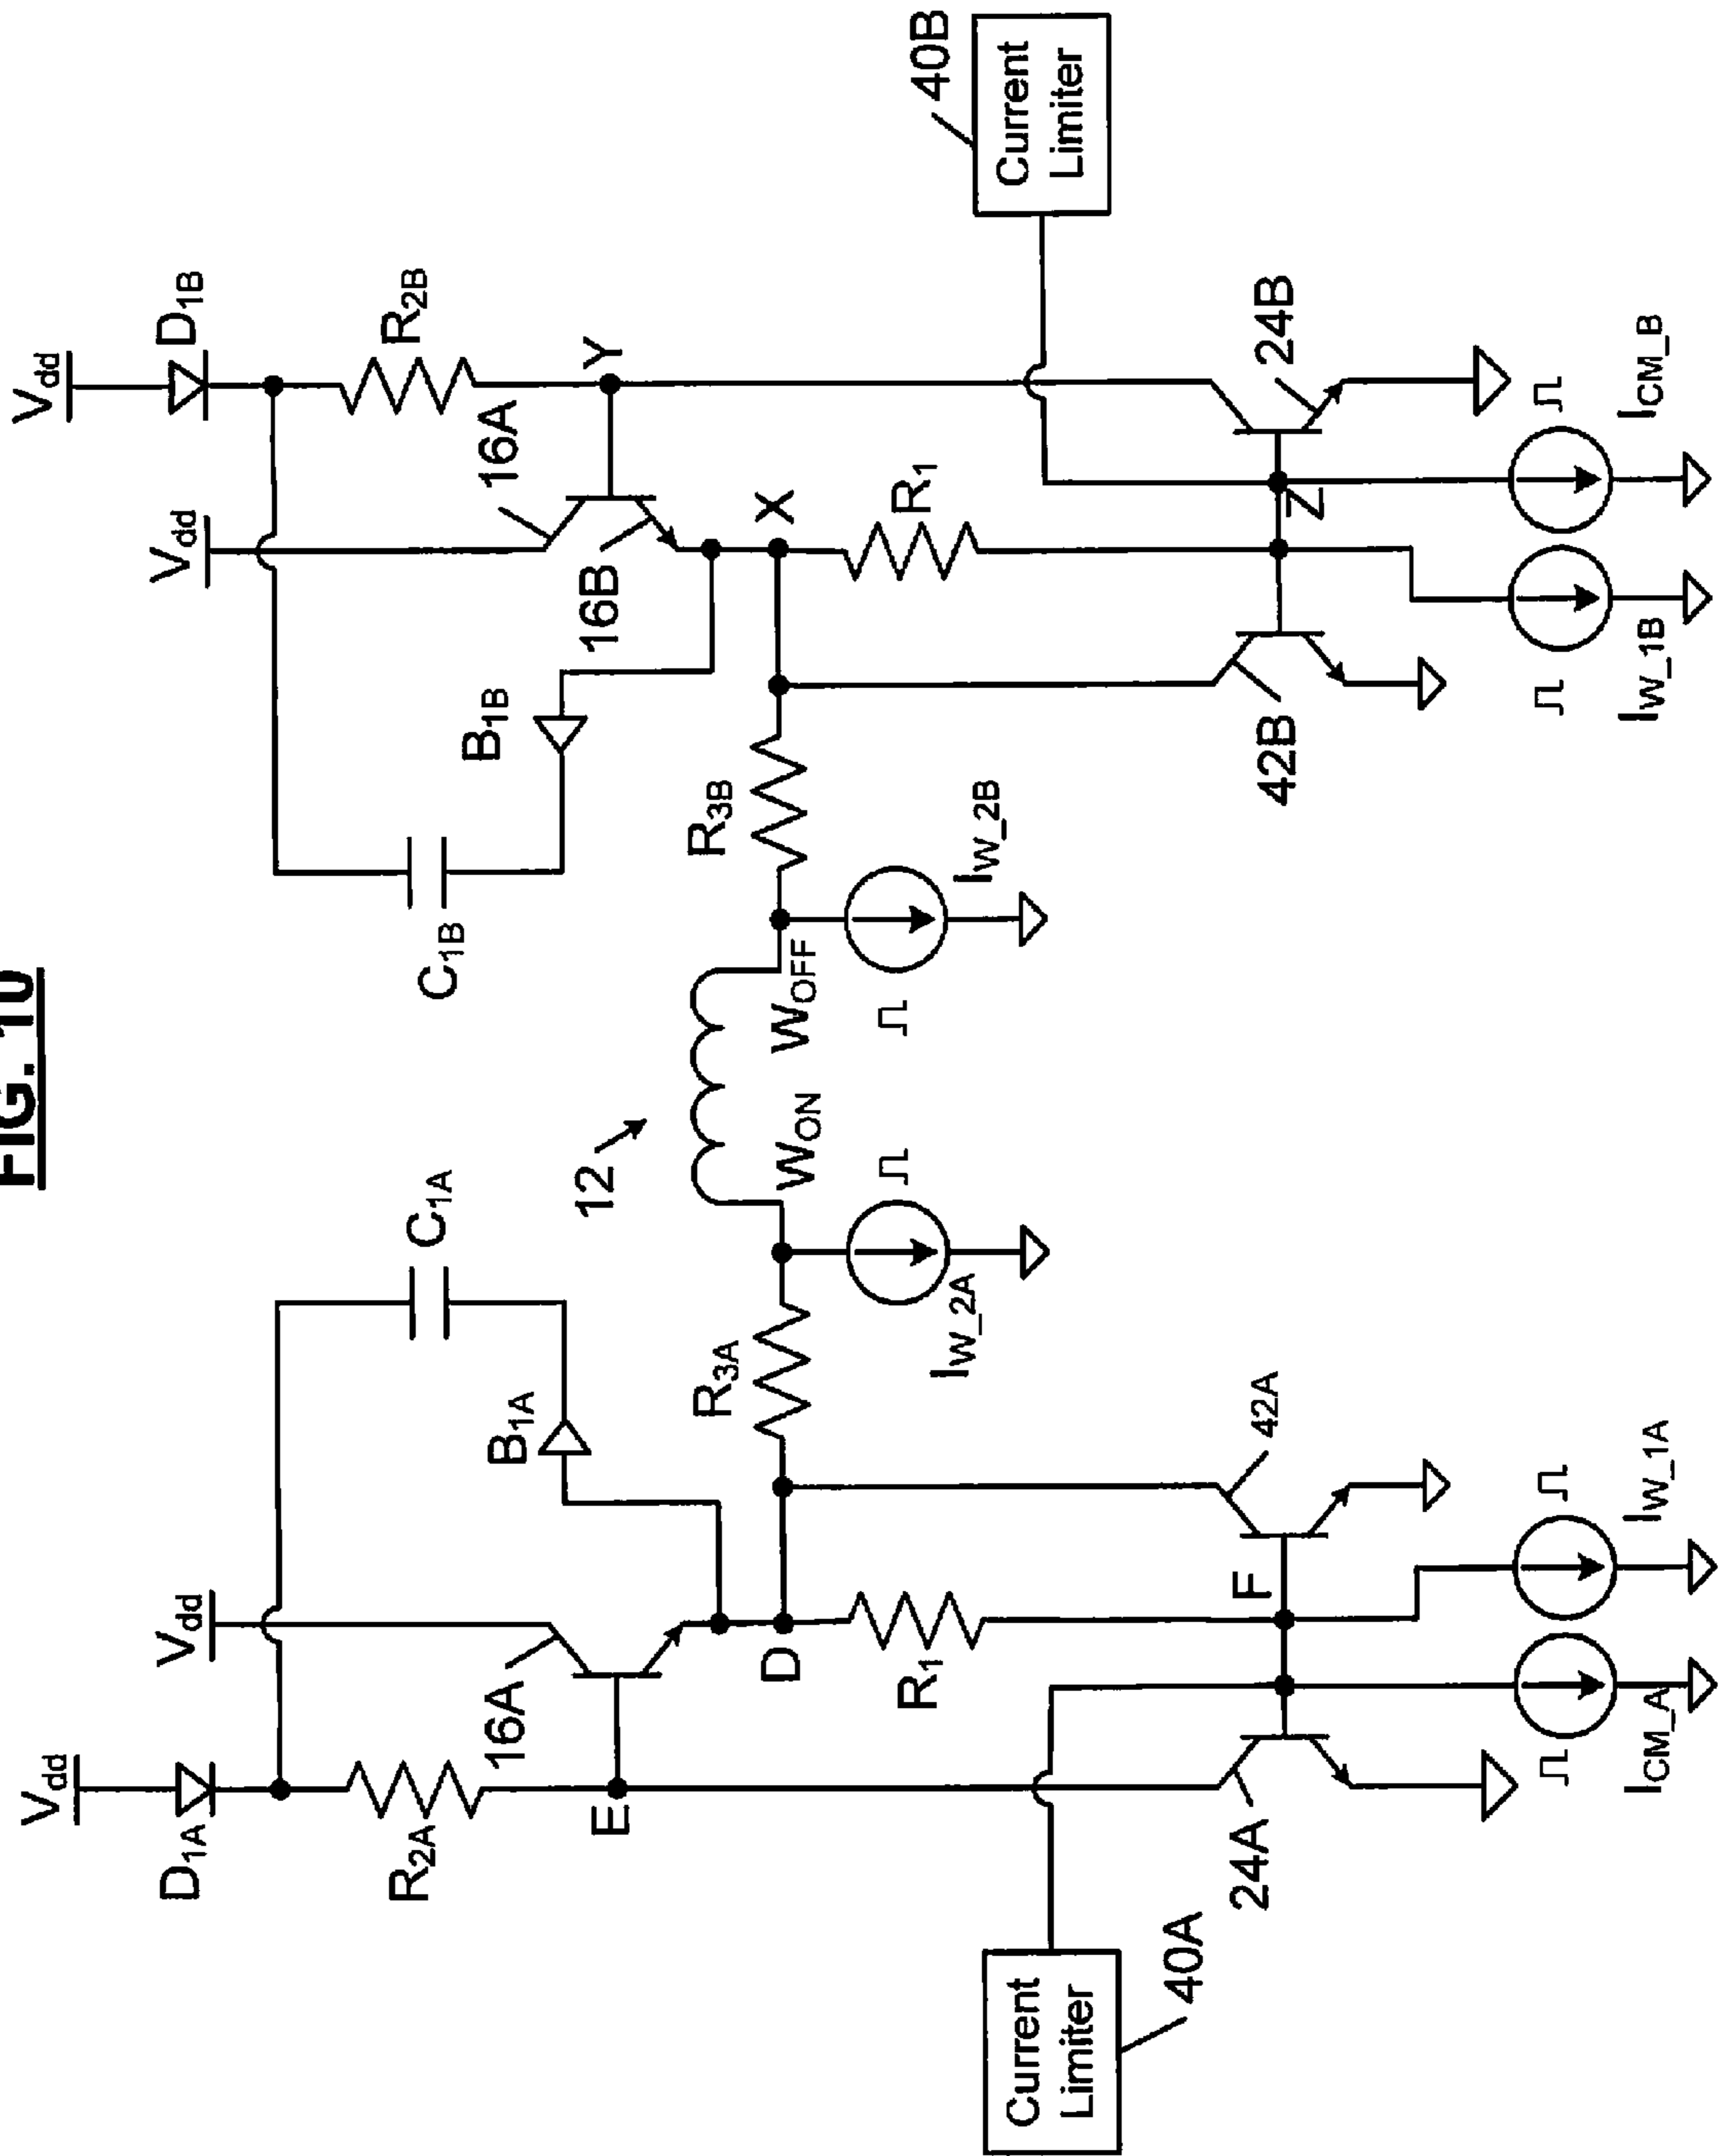 FIG. 10
Vdd
D1A
R2A
E
16A
Vdd
D
R1
B1A
C1A
R3A
IW_2A
12
WON
WOFF
IW_2B
R3B
C1B
B1B
Vdd
16A
16B
X
R1
Vdd
D1B
R2B
Y
Current
Limiter
40A
24A
F
42A
ICM_A
IW_1A
42B
Z
24B
IW_1B
ICM_B
Current
Limiter
40B